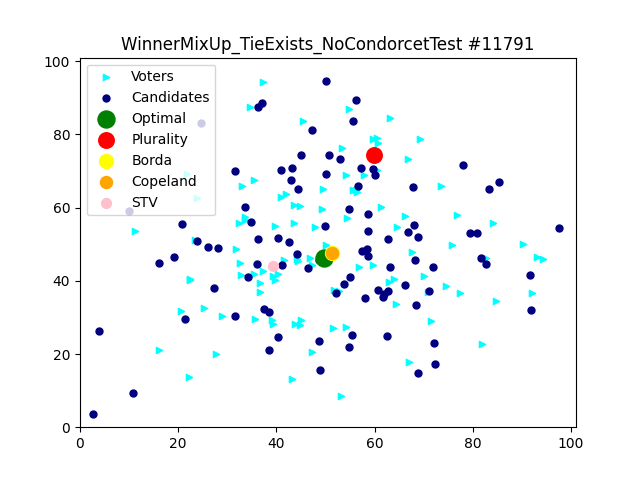 WinnerMixUp_TieExists_NoCondorcetTest #11791
100
80
60
40
20
0
Voters
Candidates
Optimal
Plurality
Borda
Copeland
STV
0 20 40 60 80 100